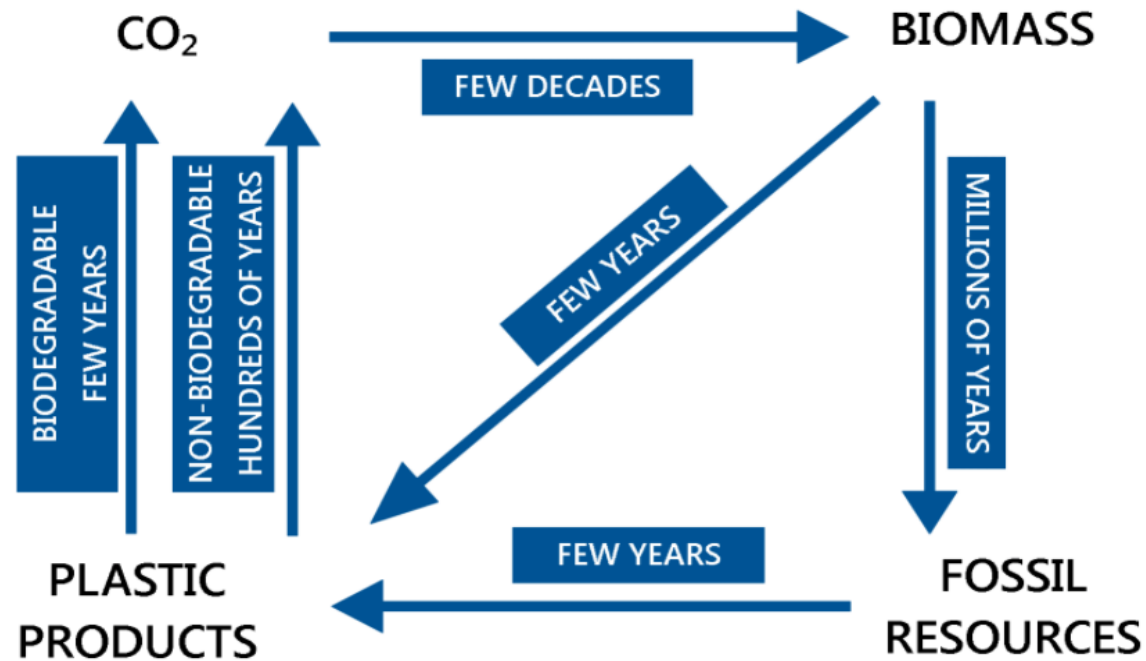 CO₂
BIOMASS
FEW DECADES
BIODEGRADABLE
FEW YEARS
NON-BIODEGRADABLE
HUNDREDS OF YEARS
FEW YEARS
MILLIONS OF YEARS
FEW YEARS
PLASTIC
PRODUCTS
FOSSIL
RESOURCES